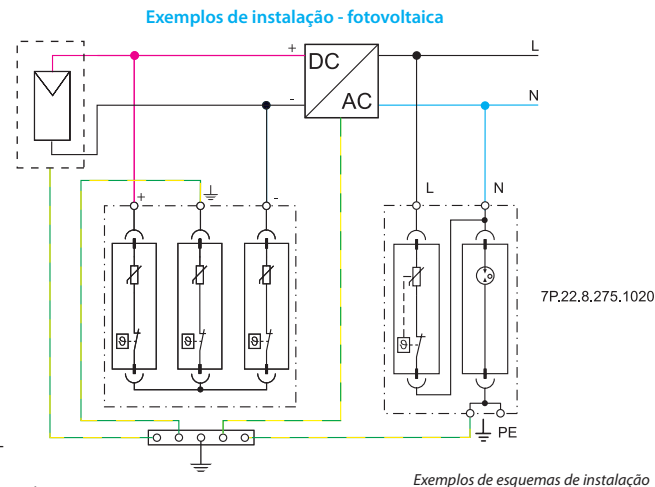 Exemplos de instalação - fotovoltaica
+
DC
L
-
AC
N
+
-
L
N
ϑ
ϑ
ϑ
ϑ
7P.22.8.275.1020
PE
Exemplos de esquemas de instalação